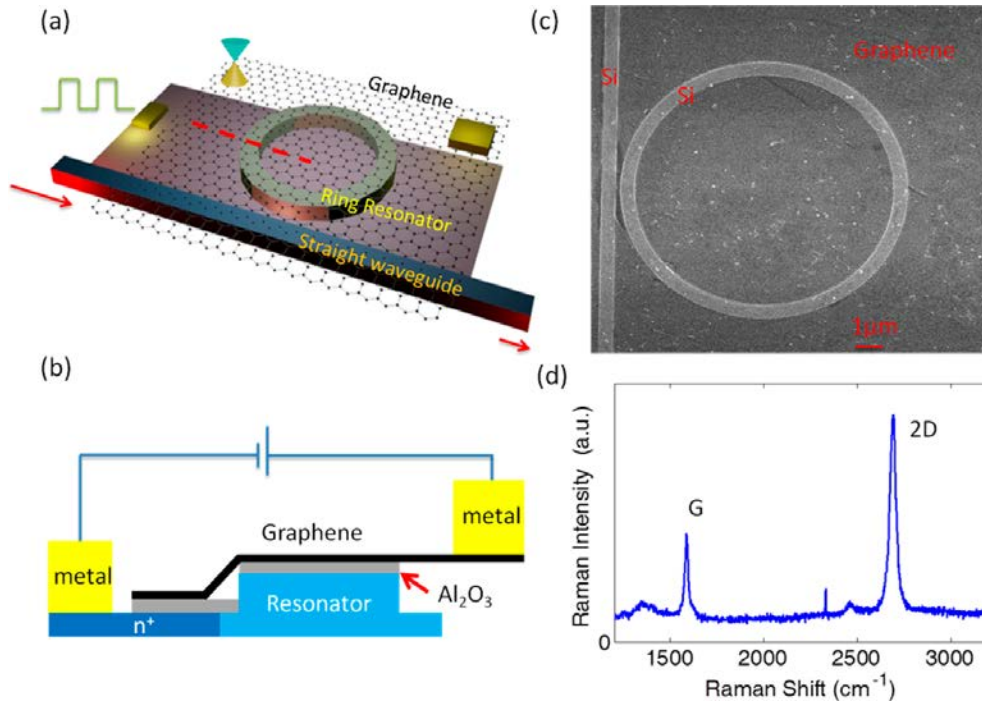 (a)
Graphene
Ring Resonator
Straight waveguide
(b)
metal
Graphene
metal
Al₂O₃
Resonator
n⁺
(c)
Graphene
Si
Si
1μm
(d)
Raman Intensity (a.u.)
2D
G
0
1500 2000 2500 3000
Raman Shift (cm⁻¹)